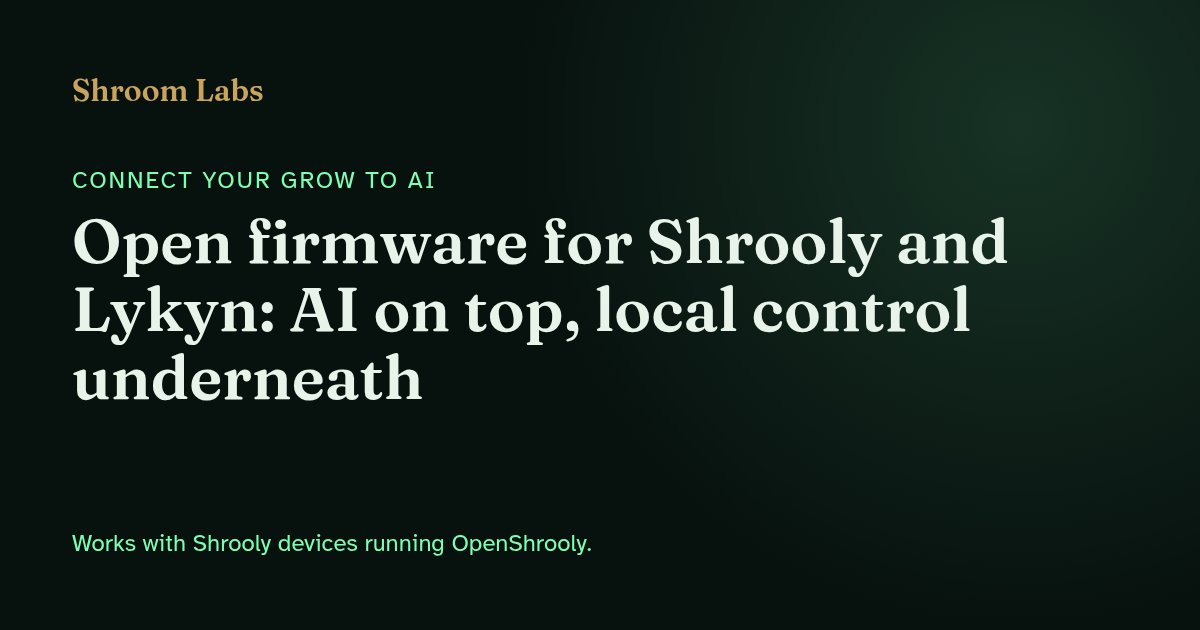 Shroom Labs
CONNECT YOUR GROW TO AI
Open firmware for Shrooly and
Lykyn: AI on top, local control
underneath
Works with Shrooly devices running OpenShrooly.